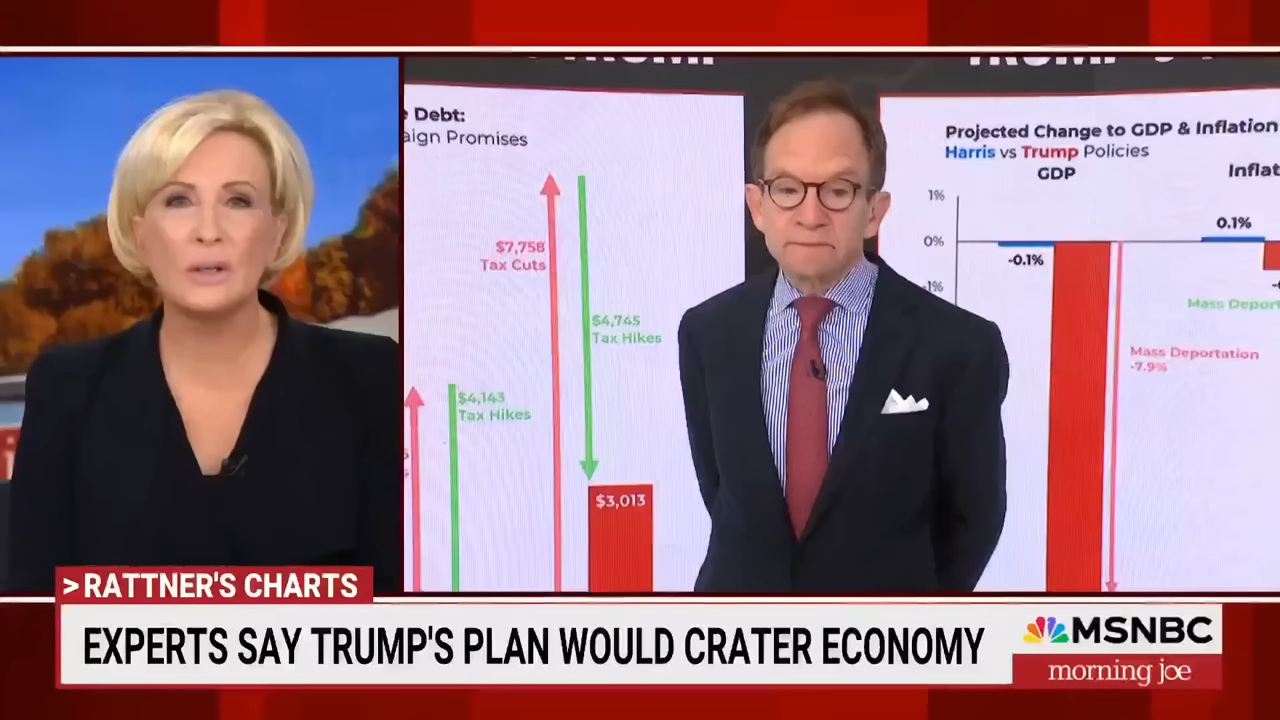 e Debt:
aign Promises
$7,758
Tax Cuts
$4,745
Tax Hikes
$4,143
Tax Hikes
$3,013
Projected Change to GDP & Inflation
Harris vs Trump Policies
GDP
Inflat
1%
0.1%
0%
-0.1%
-1%
Mass Deport
Mass Deportation
-7.9%
> RATTNER'S CHARTS
EXPERTS SAY TRUMP'S PLAN WOULD CRATER ECONOMY
MSNBC
morning joe